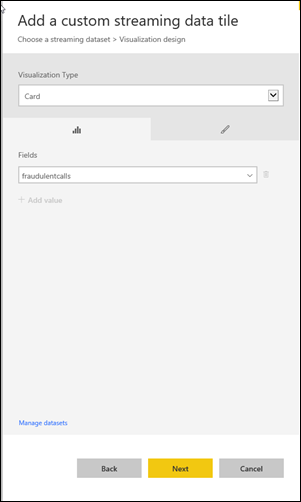 Add a custom streaming data tile
Choose a streaming dataset > Visualization design
Visualization Type
Card
Fields
fraudulentcalls
+ Add value
Manage datasets
Back
Next
Cancel